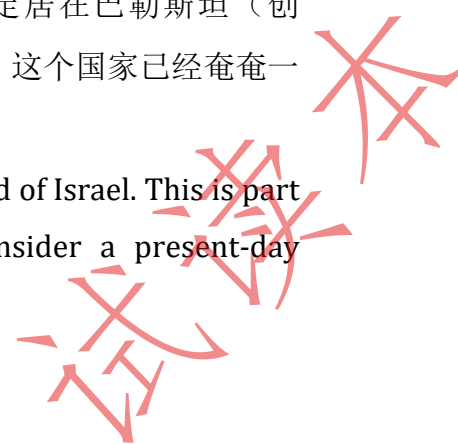 定居在巴勒斯坦（创
这个国家已经奄奄一
d of Israel. This is part
nsider a present-day
试读本